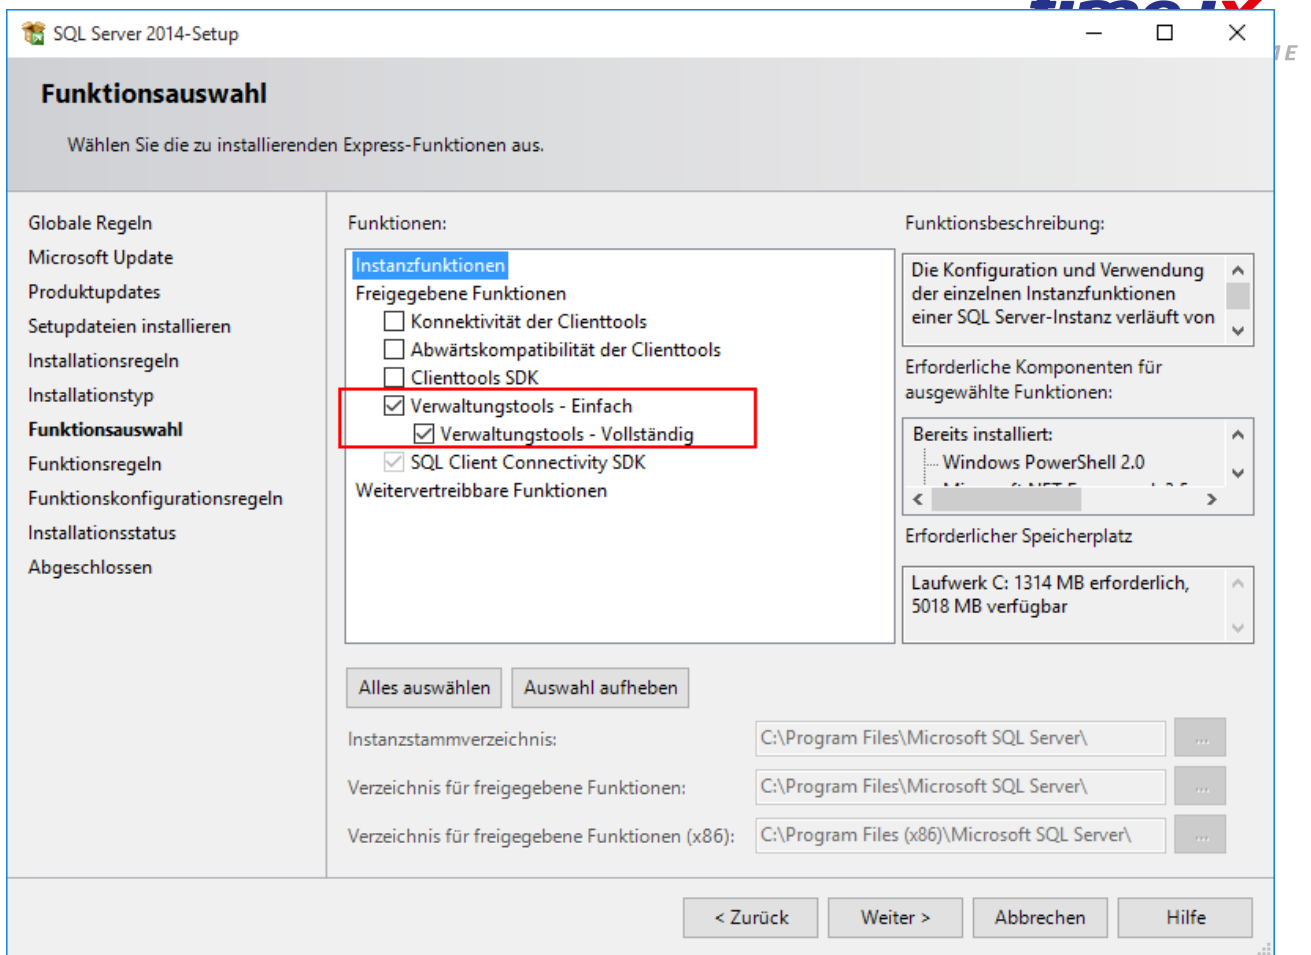 SQL Server 2014-Setup
Funktionsauswahl
Wählen Sie die zu installierenden Express-Funktionen aus.
Globale Regeln
Microsoft Update
Produktupdates
Setupdateien installieren
Installationsregeln
Installationstyp
Funktionsauswahl
Funktionsregeln
Funktionskonfigurationsregeln
Installationsstatus
Abgeschlossen
Funktionen:
Instanzfunktionen
Freigegebene Funktionen
Konnektivität der Clienttools
Abwärtskompatibilität der Clienttools
Clienttools SDK
Verwaltungstools - Einfach
Verwaltungstools - Vollständig
SQL Client Connectivity SDK
Weitervertreibbare Funktionen
Funktionsbeschreibung:
Die Konfiguration und Verwendung
der einzelnen Instanzfunktionen
einer SQL Server-Instanz verläuft von
Erforderliche Komponenten für
ausgewählte Funktionen:
Bereits installiert:
Windows PowerShell 2.0
Erforderlicher Speicherplatz
Laufwerk C: 1314 MB erforderlich,
5018 MB verfügbar
Alles auswählen
Auswahl aufheben
Instanzstammverzeichnis:
C:\Program Files\Microsoft SQL Server\
...
Verzeichnis für freigegebene Funktionen:
C:\Program Files\Microsoft SQL Server\
...
Verzeichnis für freigegebene Funktionen (x86):
C:\Program Files (x86)\Microsoft SQL Server\
...
< Zurück
Weiter >
Abbrechen
Hilfe